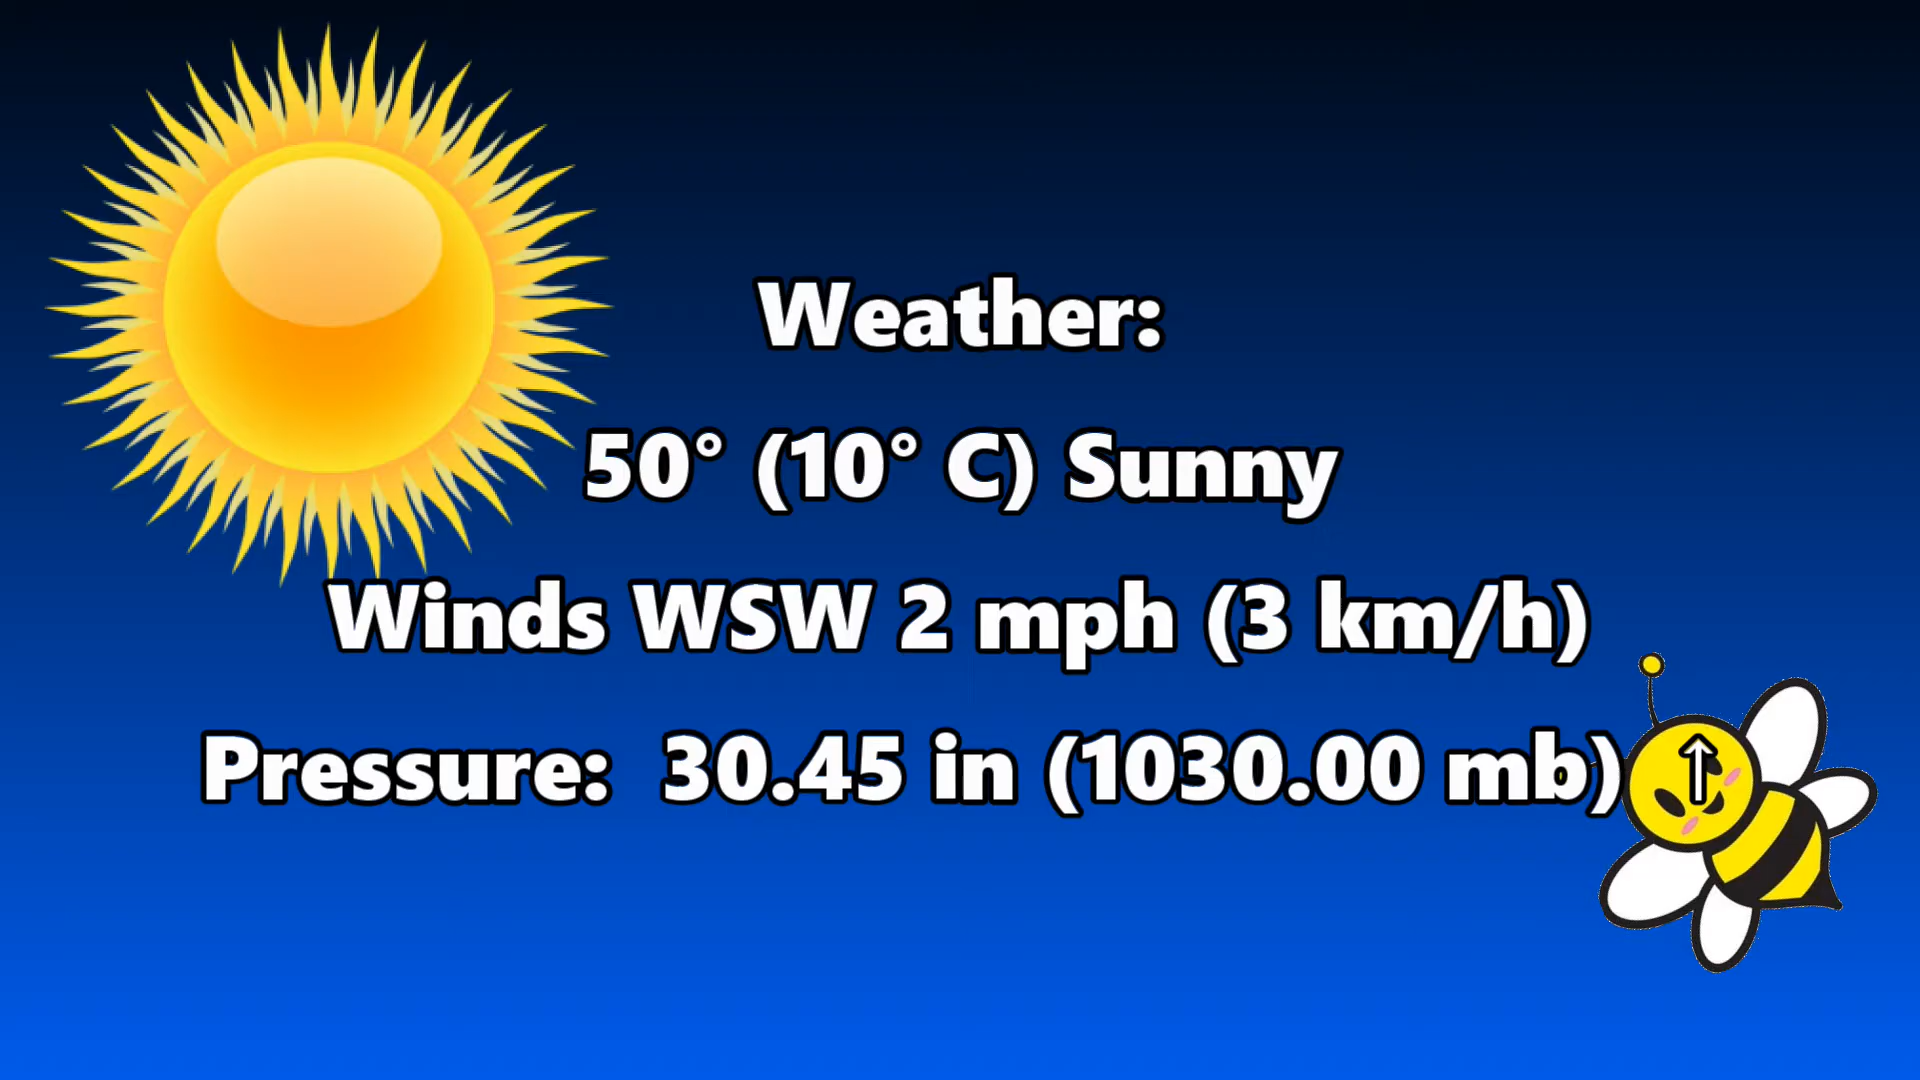 Weather:
50° (10° C) Sunny
Winds WSW 2 mph (3 km/h)
Pressure:  30.45 in (1030.00 mb) ↑